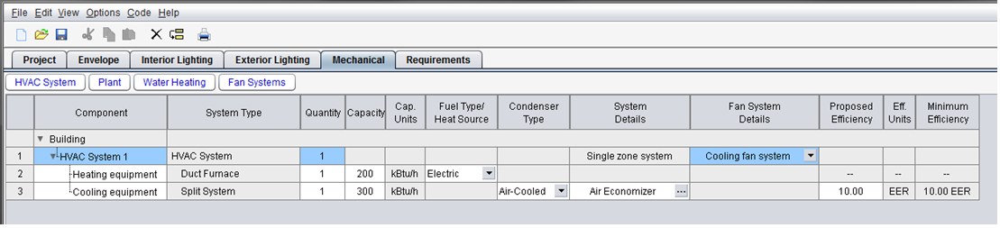 File Edit View Options Code Help
Project Envelope Interior Lighting Exterior Lighting Mechanical Requirements
HVAC System Plant Water Heating Fan Systems
Component System Type Quantity Capacity Cap. Units Fuel Type/ Heat Source Condenser Type System Details Fan System Details Proposed Efficiency Eff. Units Minimum Efficiency
Building
1 HVAC System 1 HVAC System 1 Single zone system Cooling fan system
2 Heating equipment Duct Furnace 1 200 kBtu/h Electric -- -- --
3 Cooling equipment Split System 1 300 kBtu/h Air-Cooled Air Economizer ... 10.00 EER 10.00 EER